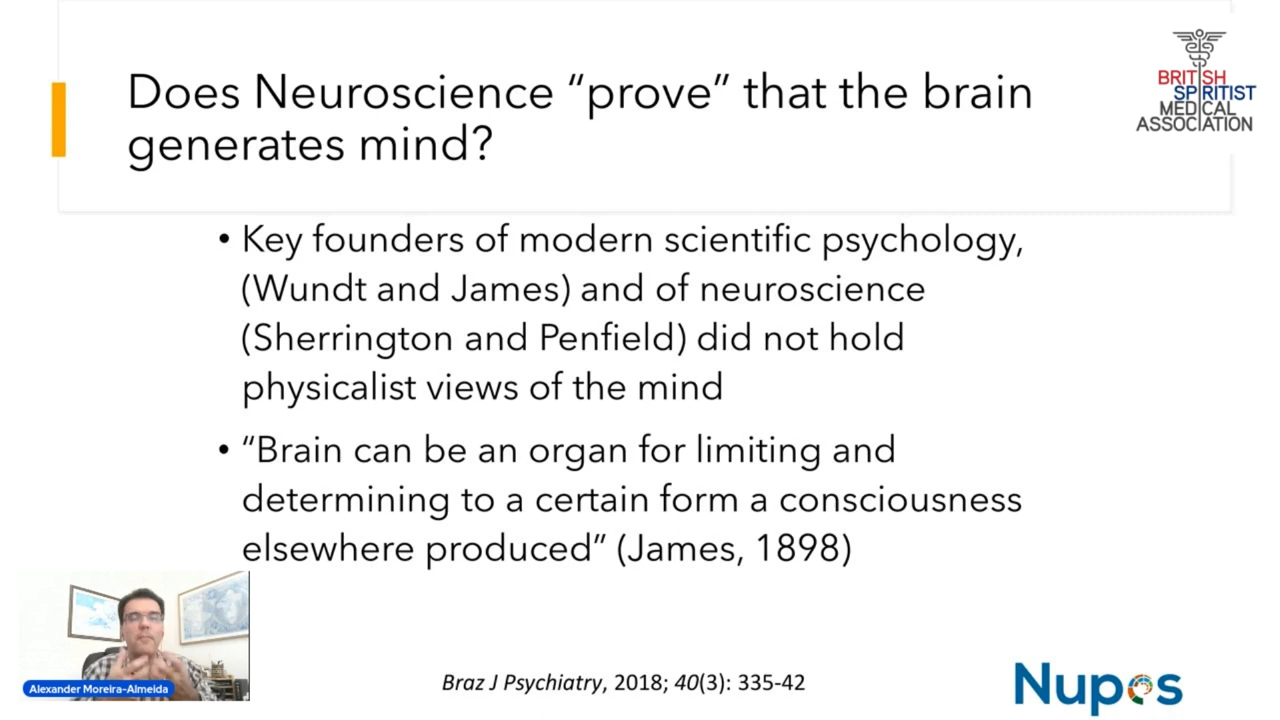 Does Neuroscience “prove” that the brain
generates mind?
BRITISH
SPIRITIST
MEDICAL
ASSOCIATION
• Key founders of modern scientific psychology,
(Wundt and James) and of neuroscience
(Sherrington and Penfield) did not hold
physicalist views of the mind
• “Brain can be an organ for limiting and
determining to a certain form a consciousness
elsewhere produced” (James, 1898)
Alexander Moreira-Almeida
Braz J Psychiatry, 2018; 40(3): 335-42
Nupes